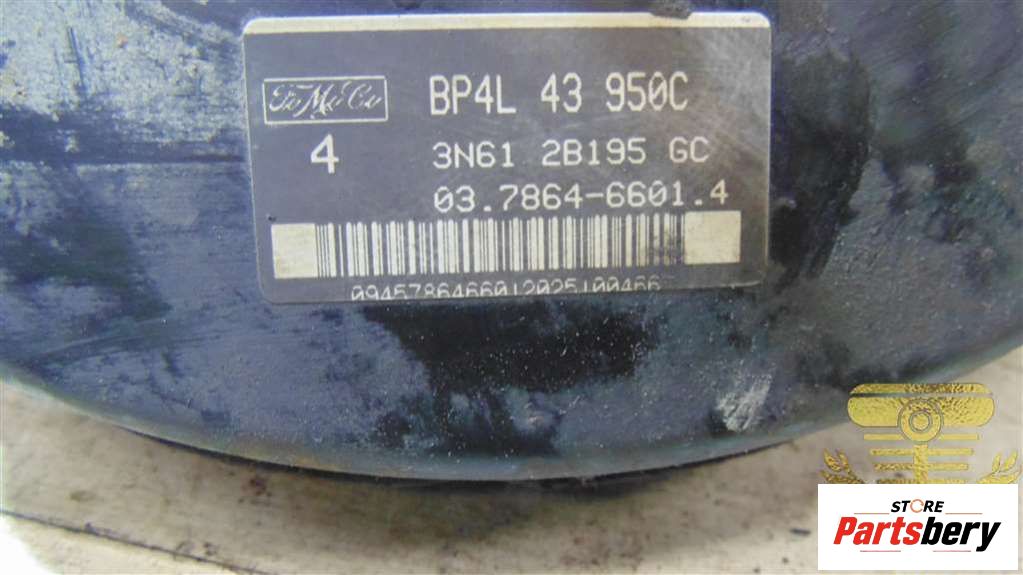 FoMoCo
BP4L 43 950C
4
3N61 2B195 GC
03.7864-6601.4
STORE
Partsbery